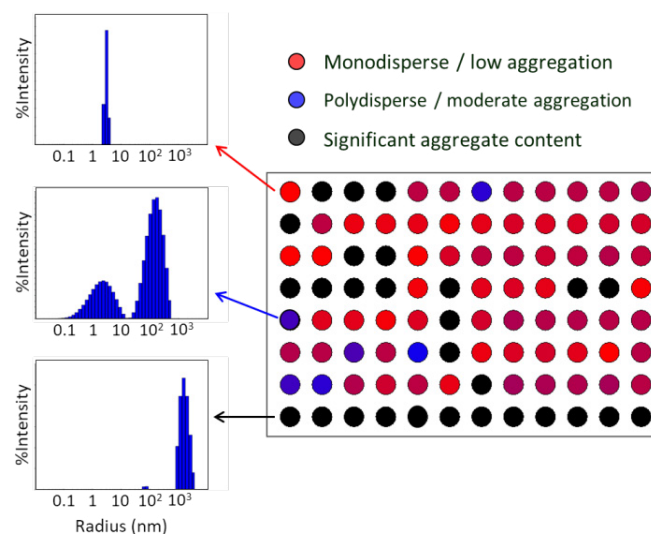 %Intensity
0.1 1 10 10² 10³
%Intensity
0.1 1 10 10² 10³
%Intensity
0.1 1 10 10² 10³
Radius (nm)
Monodisperse / low aggregation
Polydisperse / moderate aggregation
Significant aggregate content